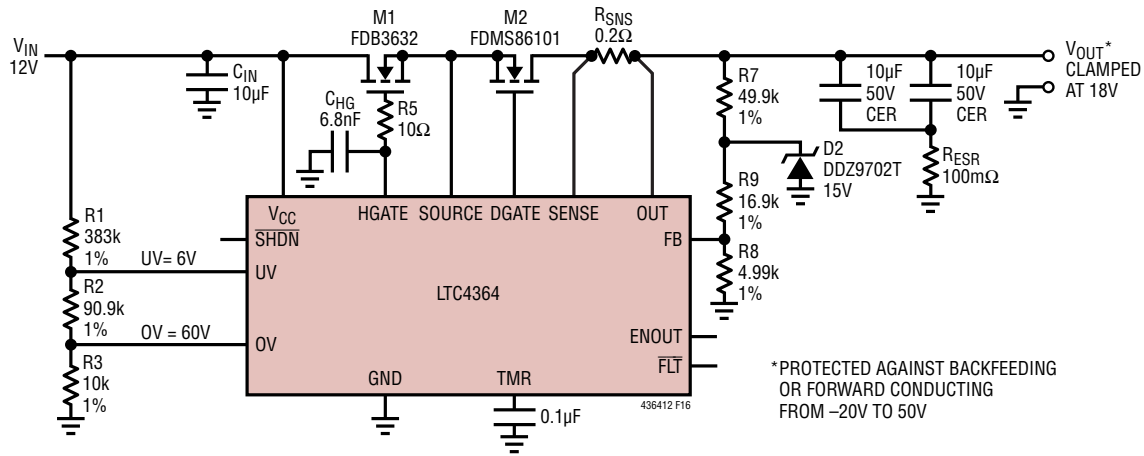 M1
FDB3632
M2
FDMS86101
RSNS
0.2Ω
VIN
12V
CIN
10µF
CHG
6.8nF
R5
10Ω
R7
49.9k
1%
10µF
50V
CER
10µF
50V
CER
VOUT*
CLAMPED
AT 18V
D2
DDZ9702T
15V
RESR
100mΩ
R9
16.9k
1%
R8
4.99k
1%
R1
383k
1%
UV= 6V
R2
90.9k
1%
OV = 60V
R3
10k
1%
VCC
HGATE
SOURCE
DGATE
SENSE
OUT
SHDN
FB
UV
LTC4364
OV
ENOUT
FLT
GND
TMR
436412 F16
0.1µF
*PROTECTED AGAINST BACKFEEDING
OR FORWARD CONDUCTING
FROM –20V TO 50V